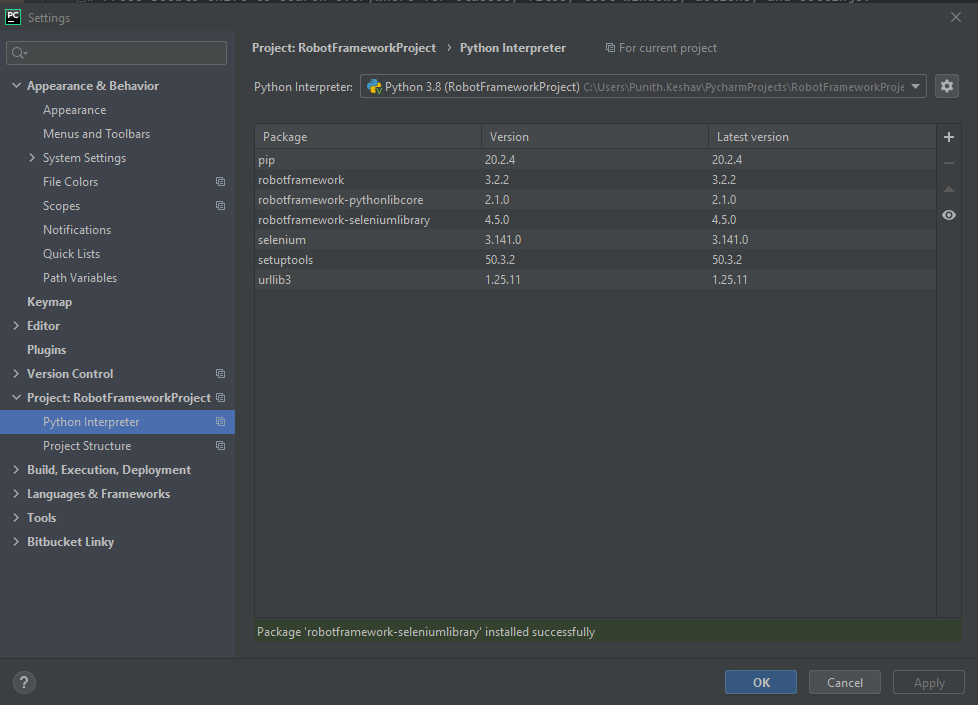 PC Settings
Project: RobotFrameworkProject › Python Interpreter For current project
Python Interpreter: Python 3.8 (RobotFrameworkProject) C:\Users\Punith.Keshav\PycharmProjects\RobotFrameworkProje
Appearance & Behavior
Appearance
Menus and Toolbars
System Settings
File Colors
Scopes
Notifications
Quick Lists
Path Variables
Keymap
Editor
Plugins
Version Control
Project: RobotFrameworkProject
Python Interpreter
Project Structure
Build, Execution, Deployment
Languages & Frameworks
Tools
Bitbucket Linky
Package Version Latest version
pip 20.2.4 20.2.4
robotframework 3.2.2 3.2.2
robotframework-pythonlibcore 2.1.0 2.1.0
robotframework-seleniumlibrary 4.5.0 4.5.0
selenium 3.141.0 3.141.0
setuptools 50.3.2 50.3.2
urllib3 1.25.11 1.25.11
Package 'robotframework-seleniumlibrary' installed successfully
? OK Cancel Apply